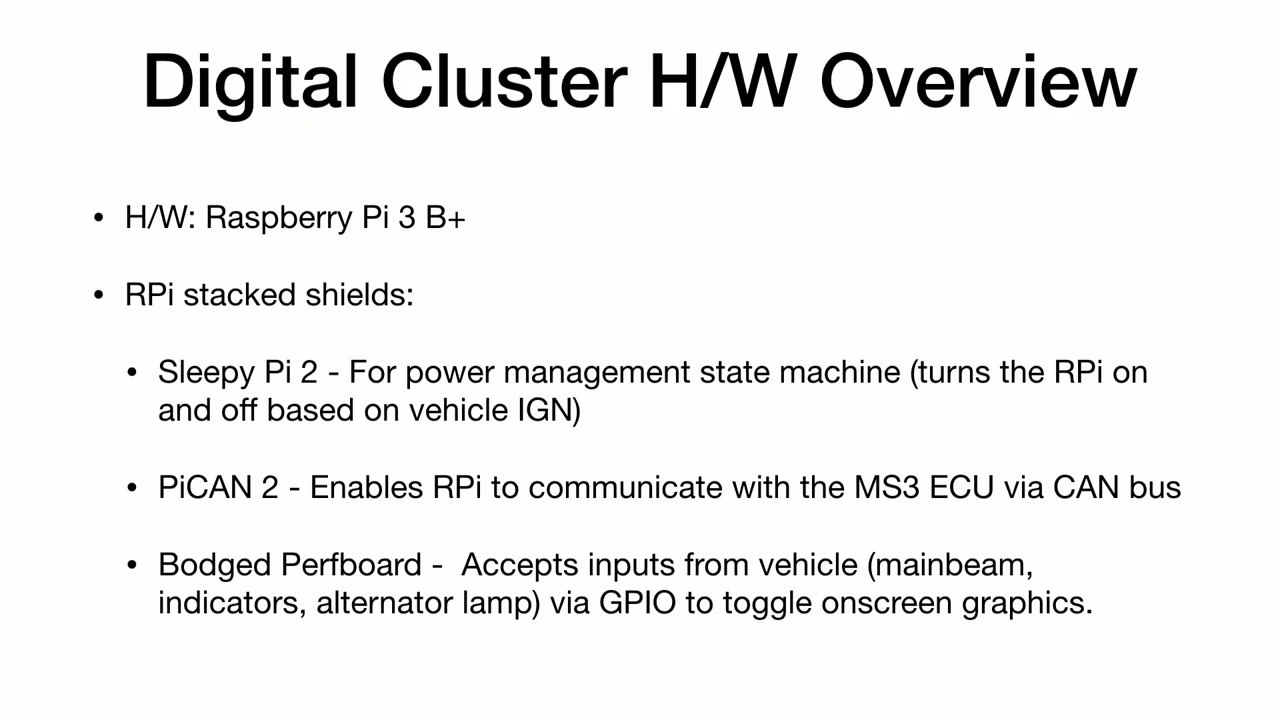 Digital Cluster H/W Overview
• H/W: Raspberry Pi 3 B+
• RPi stacked shields:
• Sleepy Pi 2 - For power management state machine (turns the RPi on
and off based on vehicle IGN)
• PiCAN 2 - Enables RPi to communicate with the MS3 ECU via CAN bus
• Bodged Perfboard -  Accepts inputs from vehicle (mainbeam,
indicators, alternator lamp) via GPIO to toggle onscreen graphics.